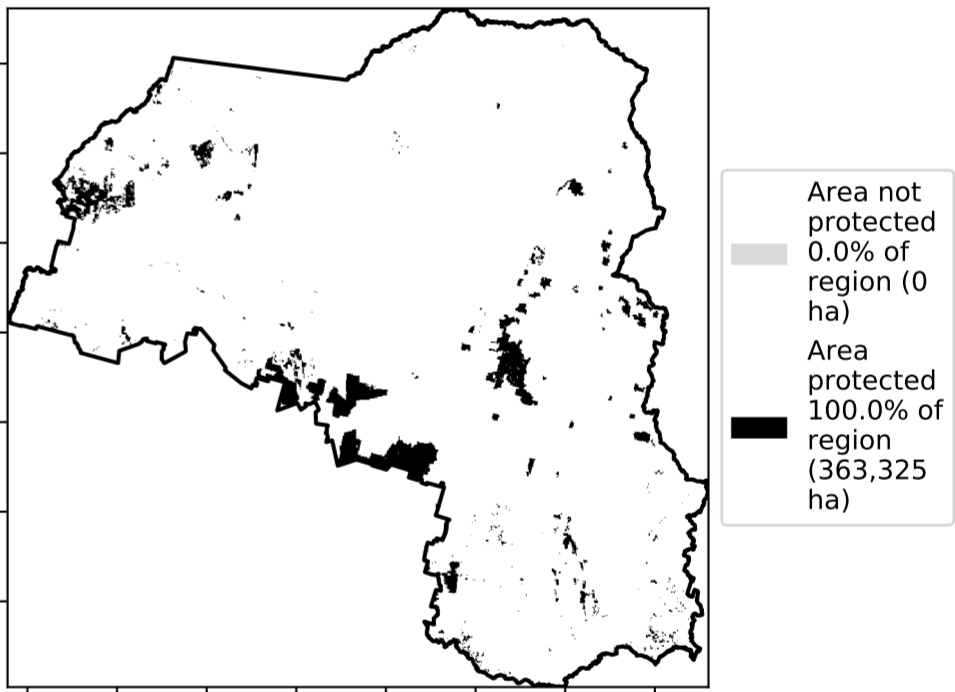 Area not
protected
0.0% of
region (0
ha)
Area
protected
100.0% of
region
(363,325
ha)